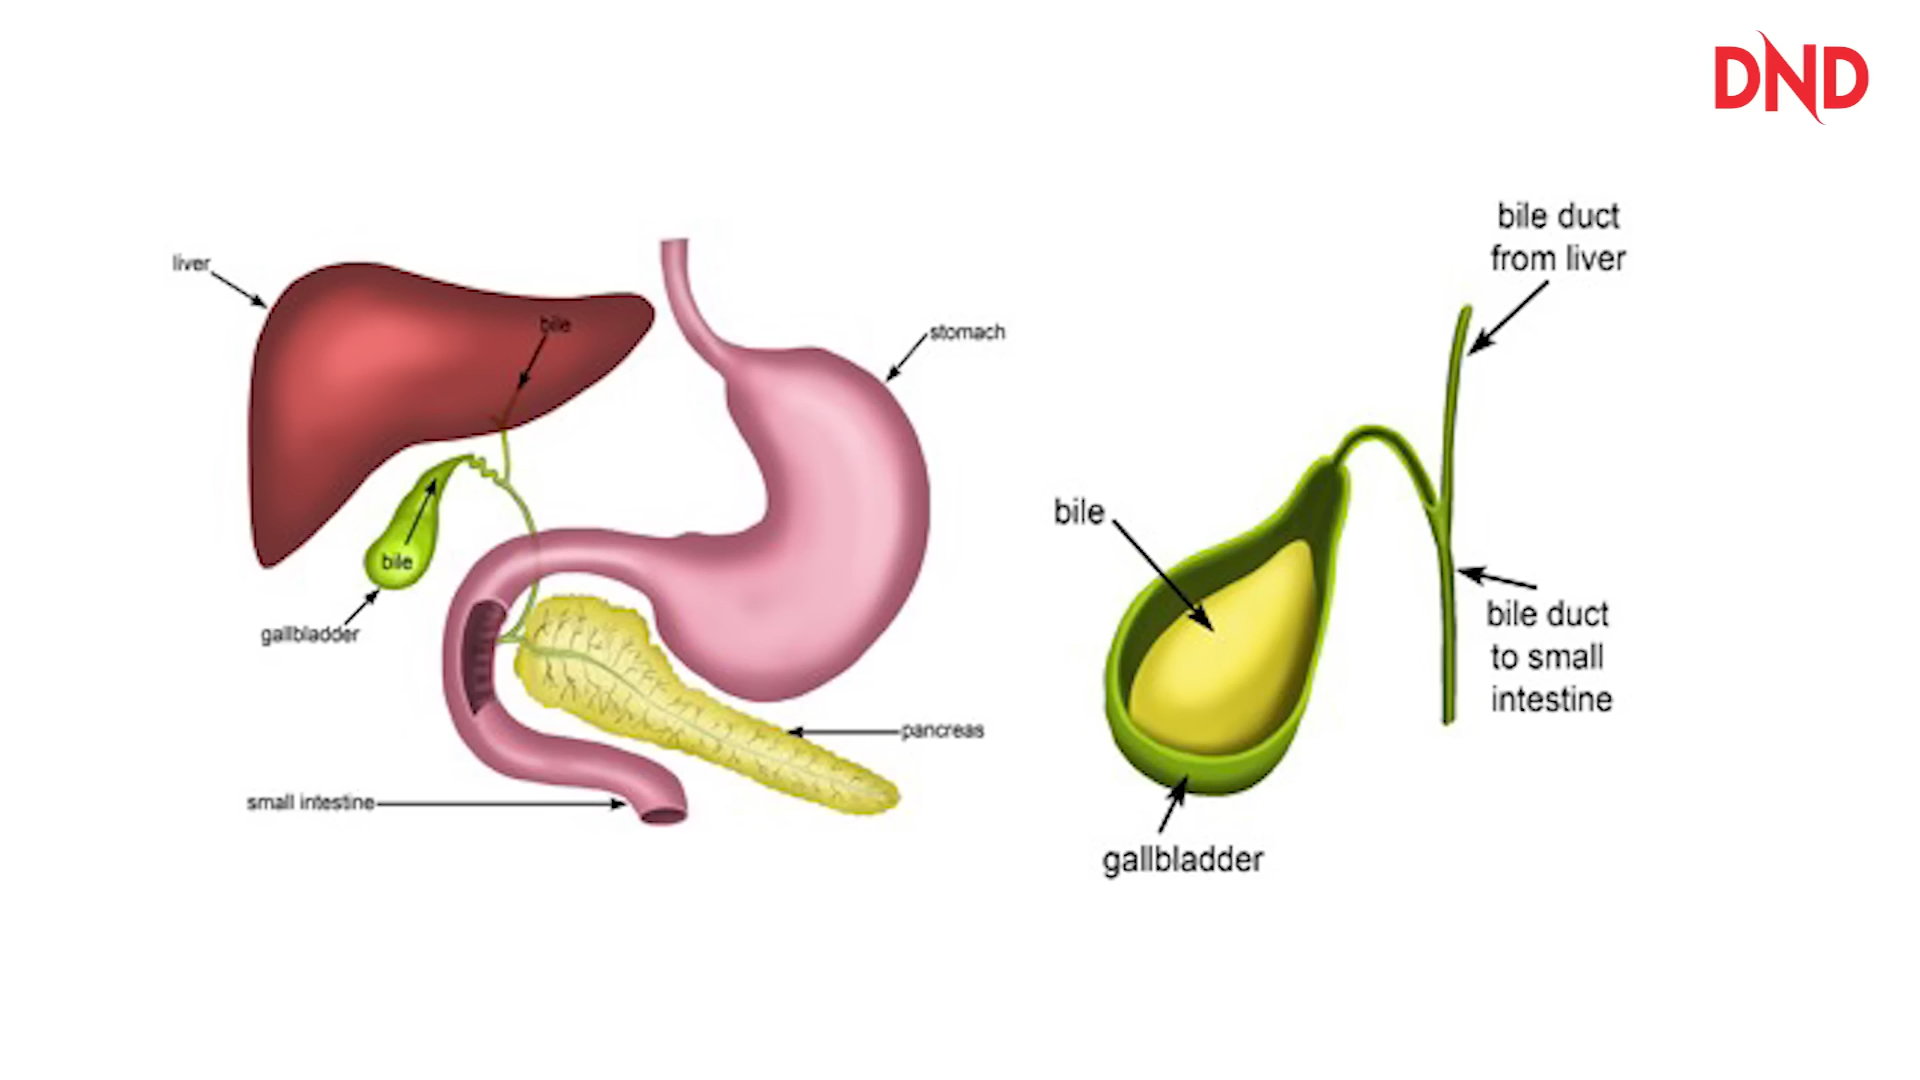 DND
liver
bile
stomach
bile
gallbladder
pancreas
small intestine
bile duct
from liver
bile
bile duct
to small
intestine
gallbladder